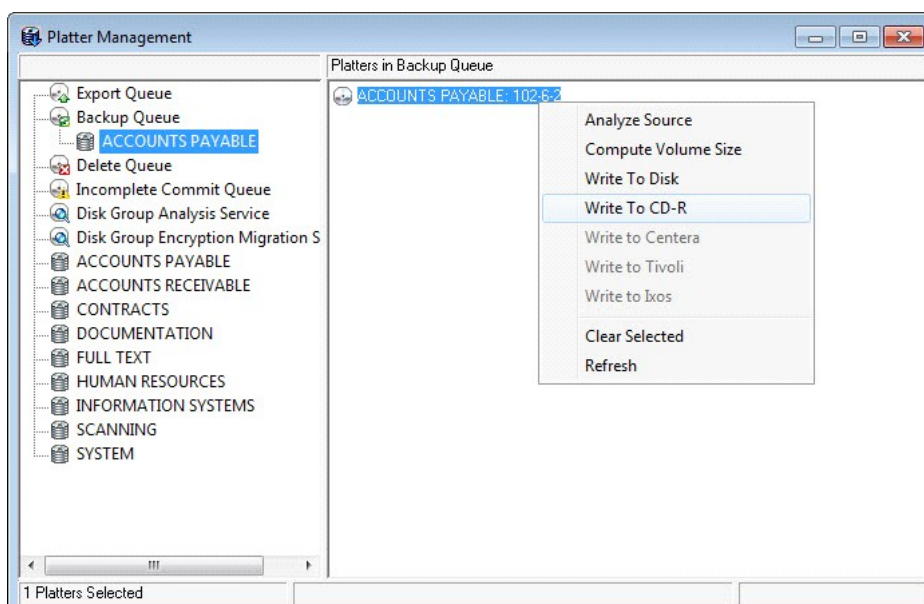 Platter Management
Platters in Backup Queue
Export Queue
Backup Queue
ACCOUNTS PAYABLE
Delete Queue
Incomplete Commit Queue
Disk Group Analysis Service
Disk Group Encryption Migration S
ACCOUNTS PAYABLE
ACCOUNTS RECEIVABLE
CONTRACTS
DOCUMENTATION
FULL TEXT
HUMAN RESOURCES
INFORMATION SYSTEMS
SCANNING
SYSTEM
ACCOUNTS PAYABLE: 102-6-2
Analyze Source
Compute Volume Size
Write To Disk
Write To CD-R
Write to Centera
Write to Tivoli
Write to Ixos
Clear Selected
Refresh
1 Platters Selected